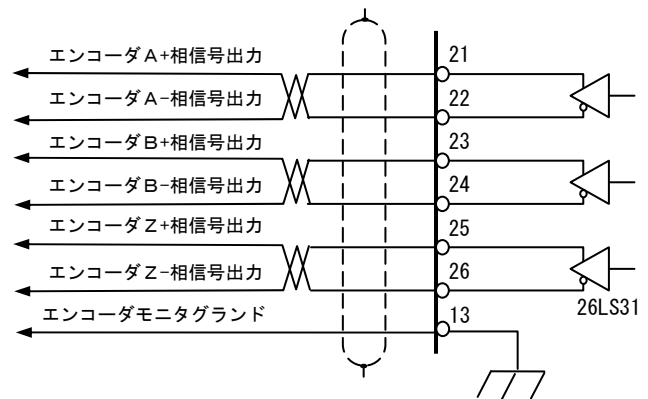 エンコーダA+相信号出力
21
エンコーダA-相信号出力
22
エンコーダB+相信号出力
23
エンコーダB-相信号出力
24
エンコーダZ+相信号出力
25
エンコーダZ-相信号出力
26
26LS31
エンコーダモニタグランド
13